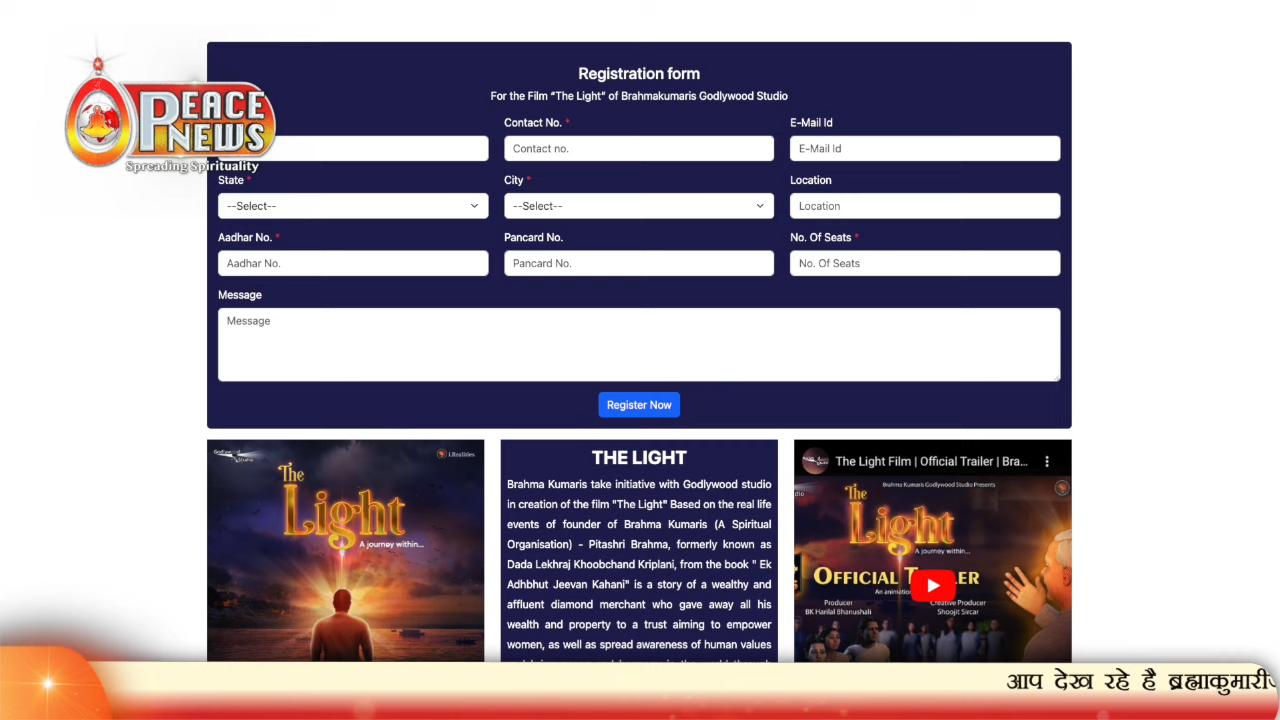 PEACE
NEWS
Spreading Spirituality
Registration form
For the Film “The Light” of Brahmakumaris Godlywood Studio
Contact No. *
E-Mail Id
Contact no.
E-Mail Id
State *
City *
Location
--Select--
--Select--
Location
Aadhar No. *
Pancard No.
No. Of Seats *
Aadhar No.
Pancard No.
No. Of Seats
Message
Message
Register Now
Godlywood
Studio
The
Light
A journey within...
THE LIGHT
Brahma Kumaris take initiative with Godlywood studio
in creation of the film "The Light" Based on the real life
events of founder of Brahma Kumaris (A Spiritual
Organisation) - Pitashri Brahma, formerly known as
Dada Lekhraj Khoobchand Kriplani, from the book " Ek
Adhbhut Jeevan Kahani" is a story of a wealthy and
affluent diamond merchant who gave away all his
wealth and property to a trust aiming to empower
women, as well as spread awareness of human values
The Light Film | Official Trailer | Bra...
Brahma Kumaris Godlywood Studio Presents
The
Light
A journey within...
OFFICIAL
Producer
BK Harilal Bhanushali
Creative Producer
Shoojit Sircar
आप देख रहे है ब्रह्माकुमारीज